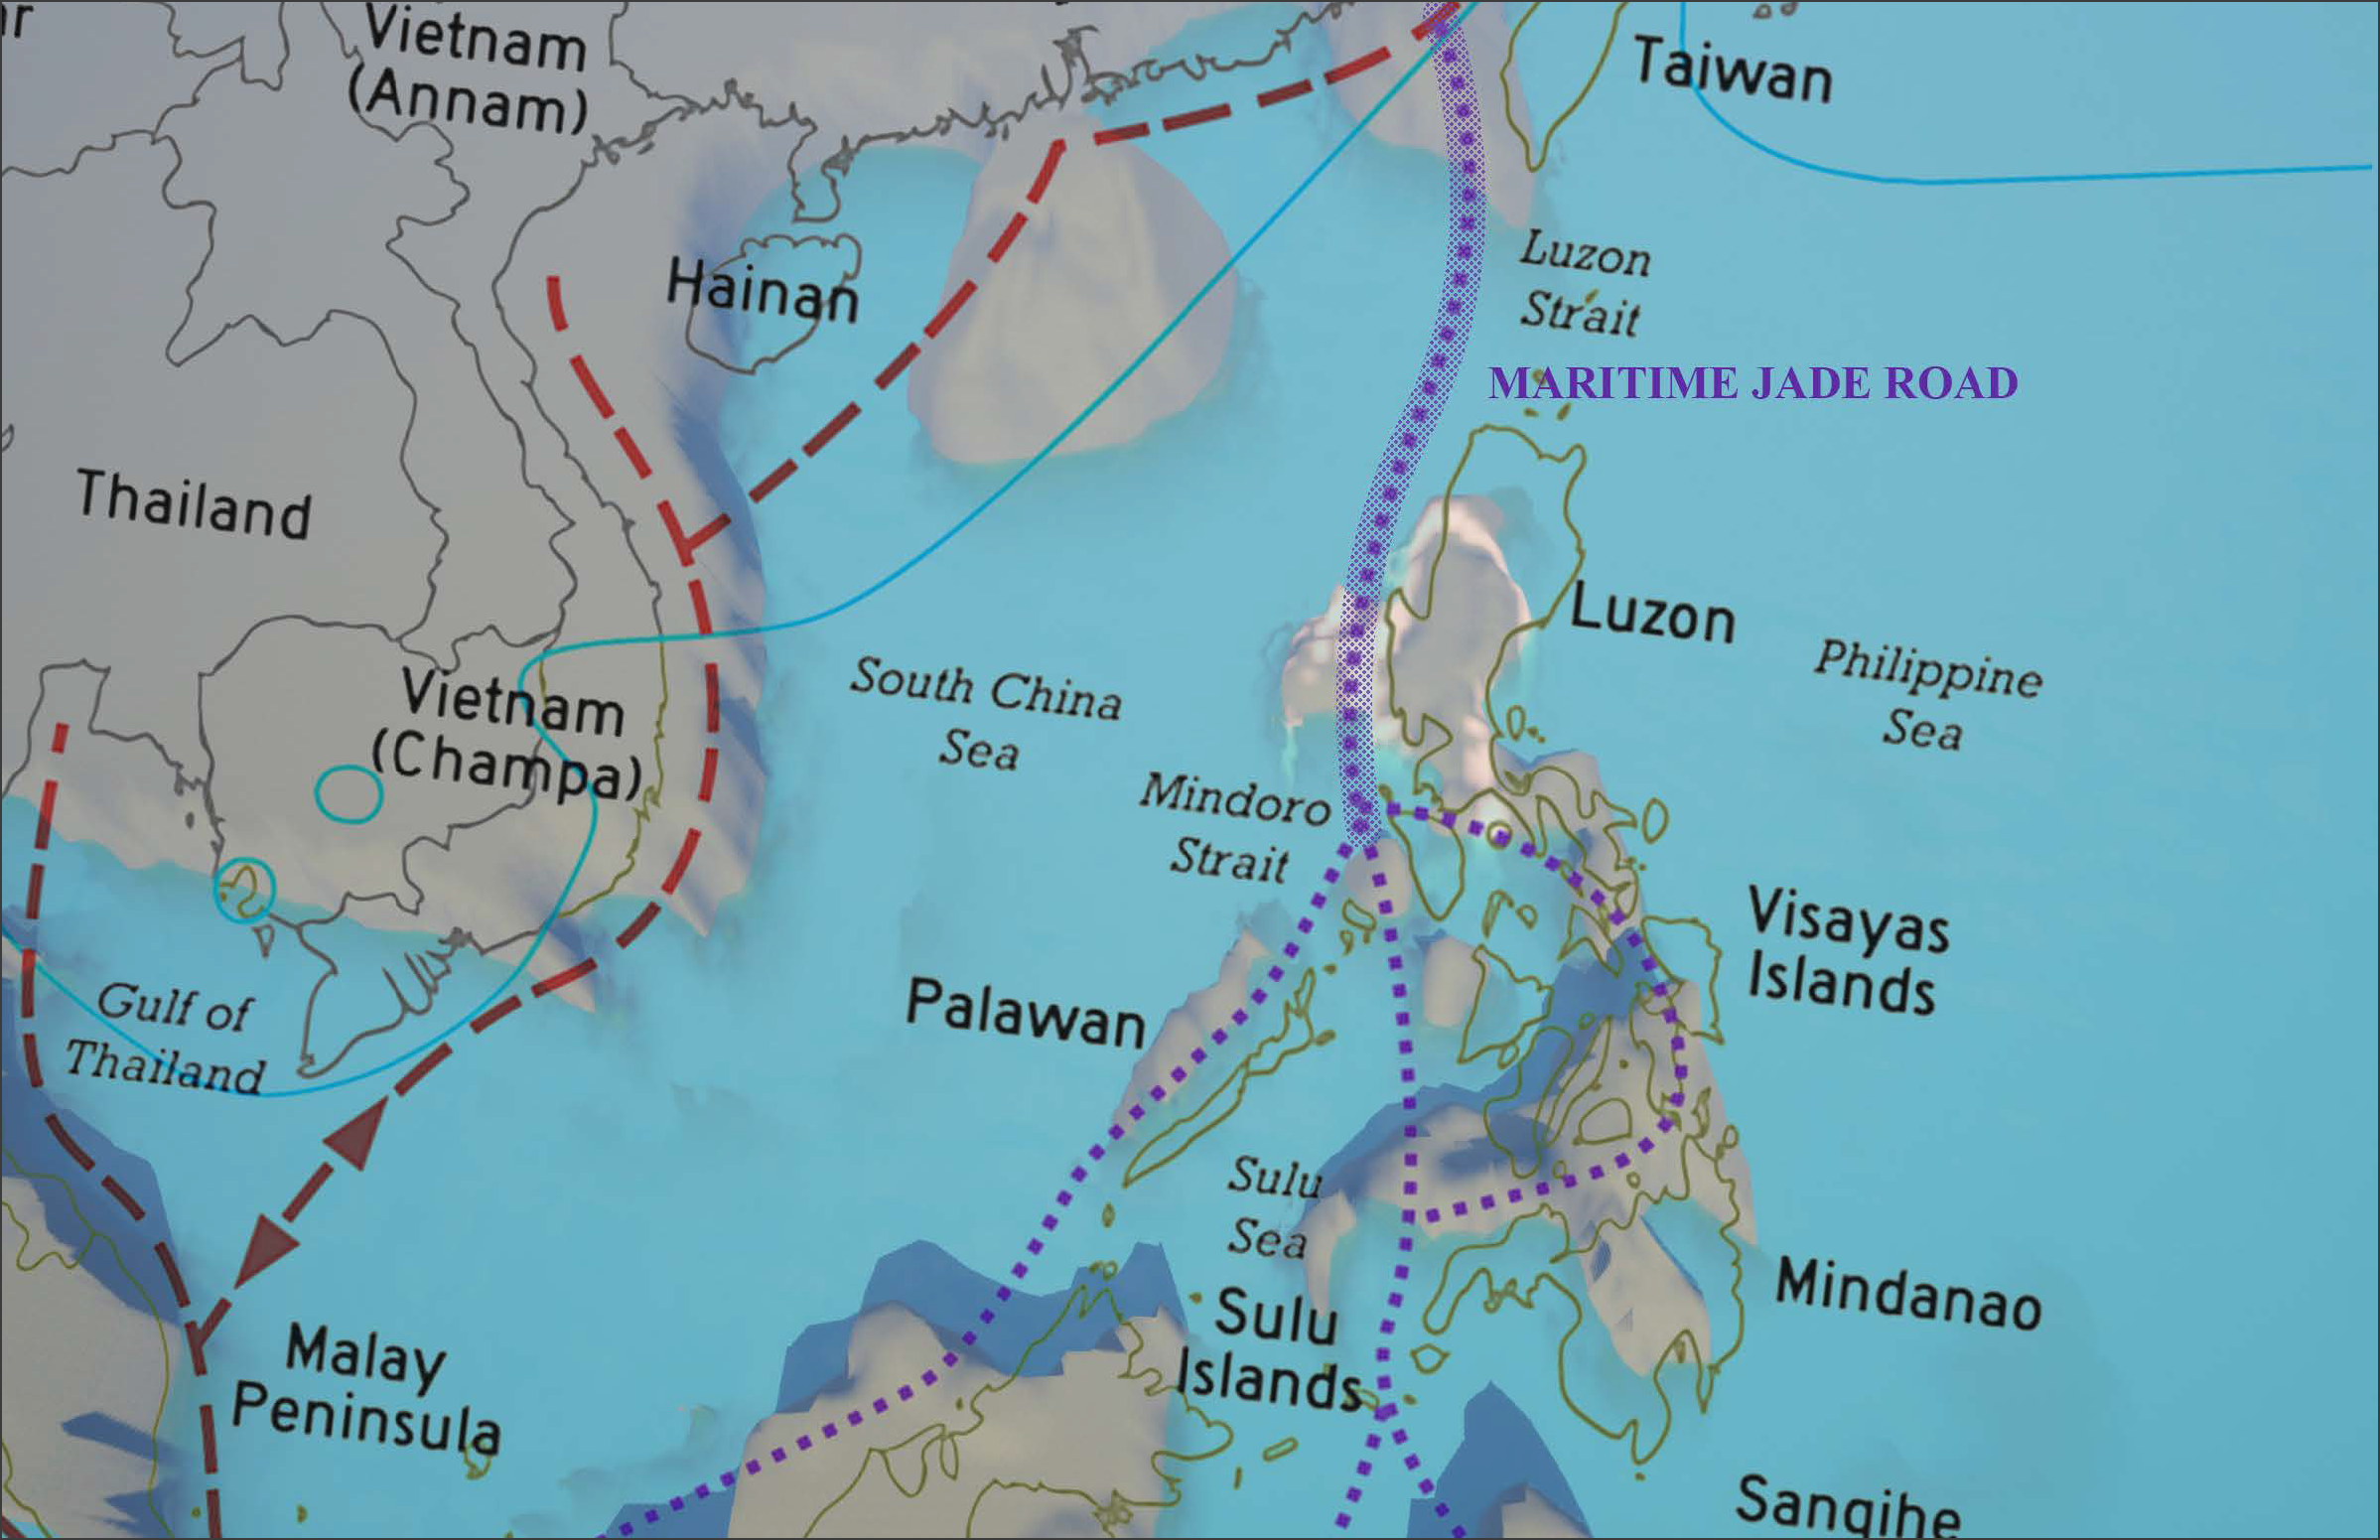 Vietnam
(Annam)
Taiwan
Hainan
Luzon
Strait
MARITIME JADE ROAD
Thailand
Luzon
Philippine
Sea
South China
Sea
Vietnam
(Champa)
Mindoro
Strait
Visayas
Islands
Palawan
Gulf of
Thailand
Sulu
Sea
Sulu
Islands
Mindanao
Malay
Peninsula
Sangihe